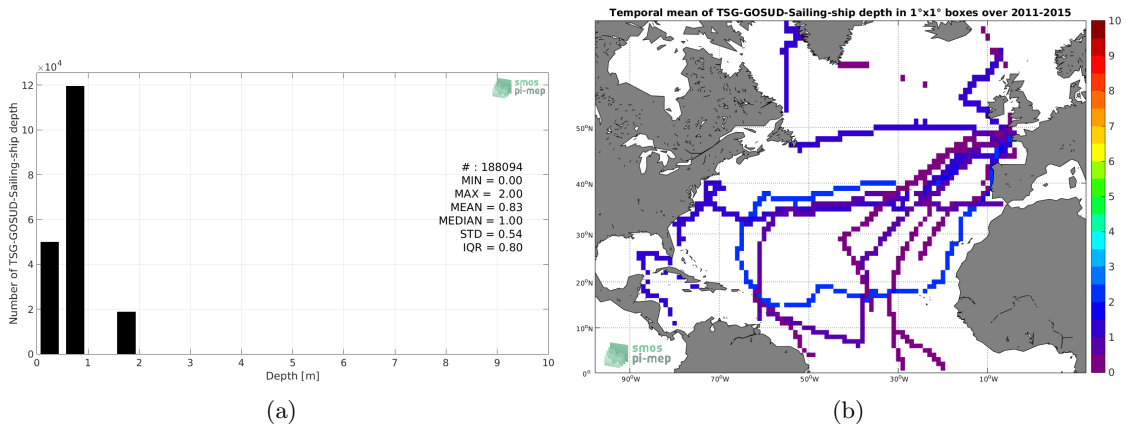 ×10⁴
12
10
8
6
4
2
0
Number of TSG-GOSUD-Sailing-ship depth
smos
pi-mep
# : 188094
MIN = 0.00
MAX = 2.00
MEAN = 0.83
MEDIAN = 1.00
STD = 0.54
IQR = 0.80
0 1 2 3 4 5 6 7 8 9 10
Depth [m]
(a)
Temporal mean of TSG-GOSUD-Sailing-ship depth in 1°x1° boxes over 2011-2015
50°N
40°N
30°N
20°N
10°N
0°
90°W 70°W 50°W 30°W 10°W
smos
pi-mep
10
9
8
7
6
5
4
3
2
1
0
(b)